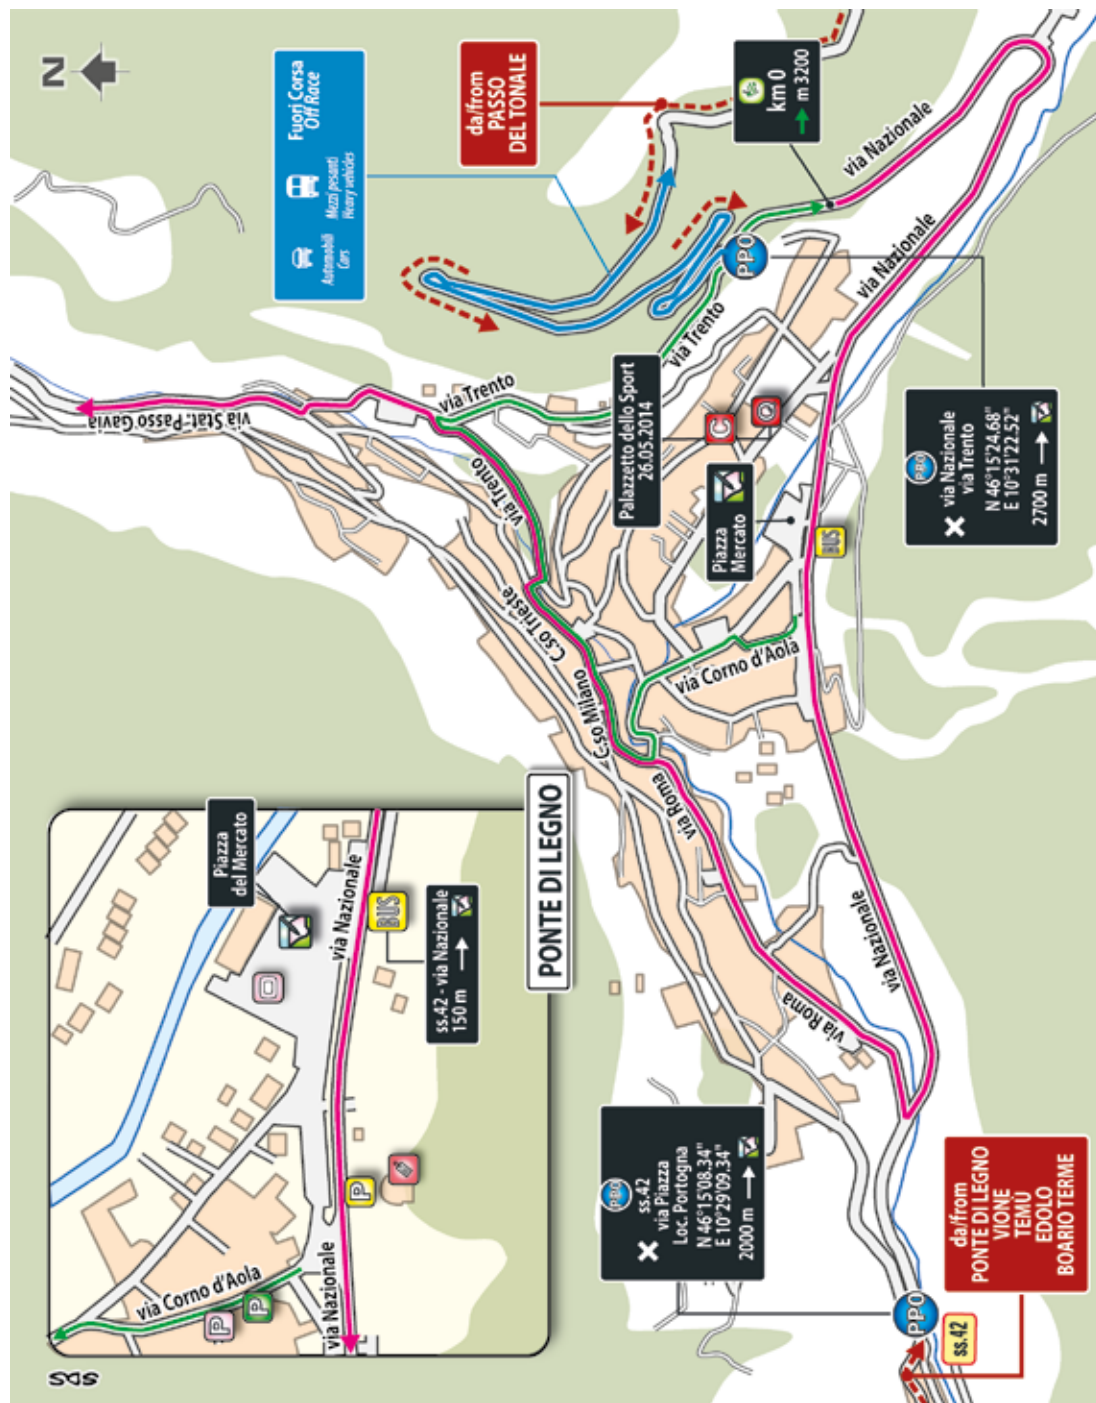 N
Fuori Corsa
Off Race
Automobili
Cars
Mezzi pesanti
Heavy vehicles
da/from
PASSO
DEL TONALE
km 0
m 3200
via Nazionale
via Nazionale
PPO
via Trento
via Trento
via Stat. Passo Gavia
via Trento
Palazzetto dello Sport
26.05.2014
C
Q
Piazza
Mercato
BUS
PPO
via Nazionale
via Trento
N 46°15'24.68"
E 10°31'22.52"
2700 m
C.so Trieste
C.so Milano
via Corno d'Aola
via Roma
via Roma
via Nazionale
PONTE DI LEGNO
Piazza
del Mercato
via Nazionale
BUS
ss.42 - via Nazionale
150 m
P
via Corno d'Aola
P
P
via Nazionale
PPO
ss.42
via Piazza
Loc. Portogna
N 46°15'08.34"
E 10°29'09.34"
2000 m
PPO
ss.42
da/from
PONTE DI LEGNO
VIONE
TEMU
EDOLO
BOARIO TERME